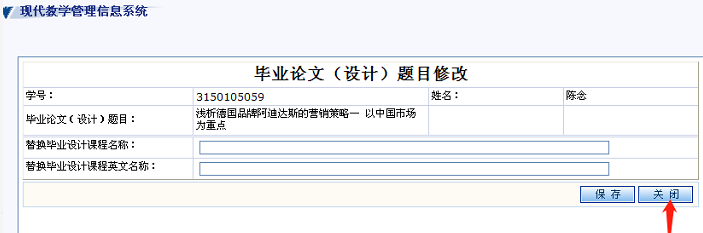 现代教学管理信息系统
毕业论文(设计)题目修改
学号: 3150105059 姓名: 陈念
毕业论文(设计)题目: 浅析德国品牌阿迪达斯的营销策略— 以中国市场
为重点
替换毕业设计课程名称:
替换毕业设计课程英文名称:
保 存 关 闭